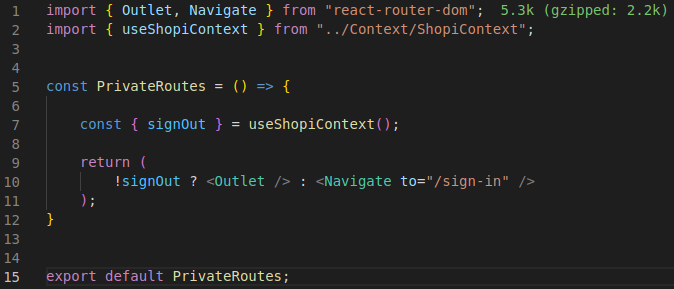 1 import { Outlet, Navigate } from "react-router-dom"; 5.3k (gzipped: 2.2k)
2 import { useShopiContext } from "../Context/ShopiContext";
3
4
5 const PrivateRoutes = () => {
6
7     const { signOut } = useShopiContext();
8
9     return (
10         !signOut ? <Outlet /> : <Navigate to="/sign-in" />
11     );
12 }
13
14
15 export default PrivateRoutes;